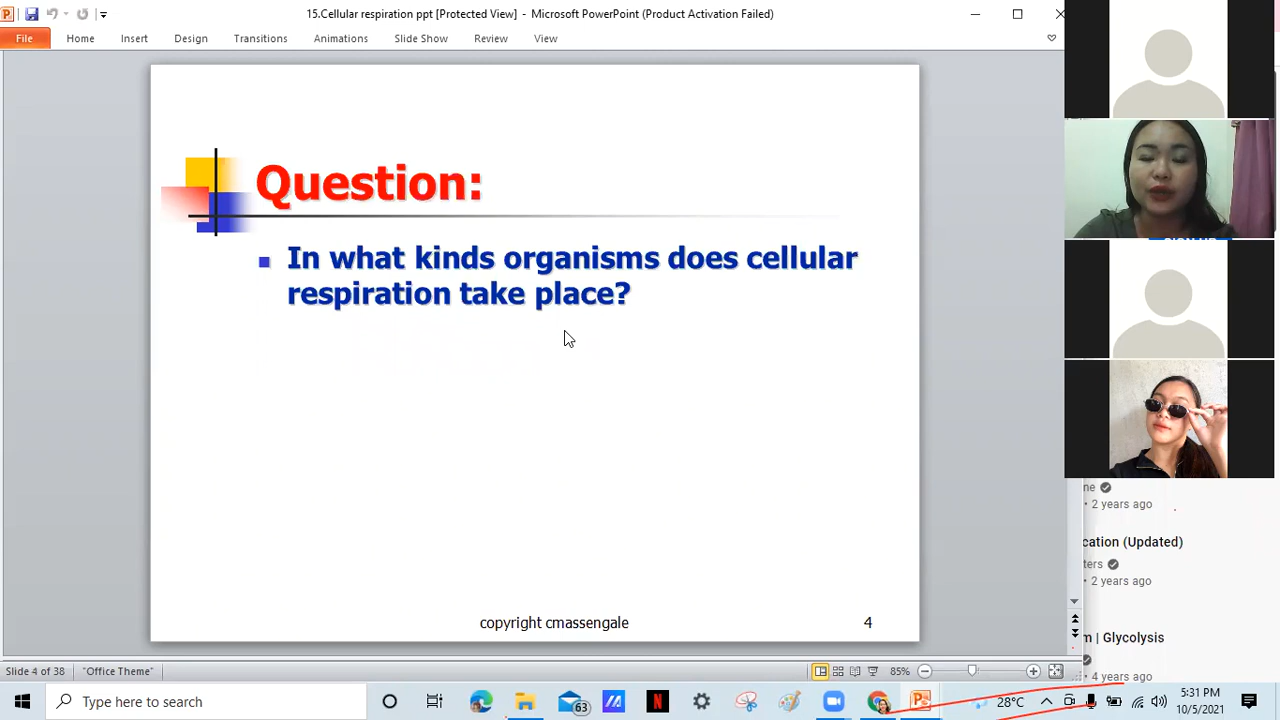 15.Cellular respiration ppt [Protected View] - Microsoft PowerPoint (Product Activation Failed)
File Home Insert Design Transitions Animations Slide Show Review View
Question:
In what kinds organisms does cellular
respiration take place?
copyright cmassengale 4
ne
• 2 years ago
cation (Updated)
ters
• 2 years ago
m | Glycolysis
• 4 years ago
Slide 4 of 38 "Office Theme" 85%
Type here to search 63 28°C 5:31 PM
10/5/2021